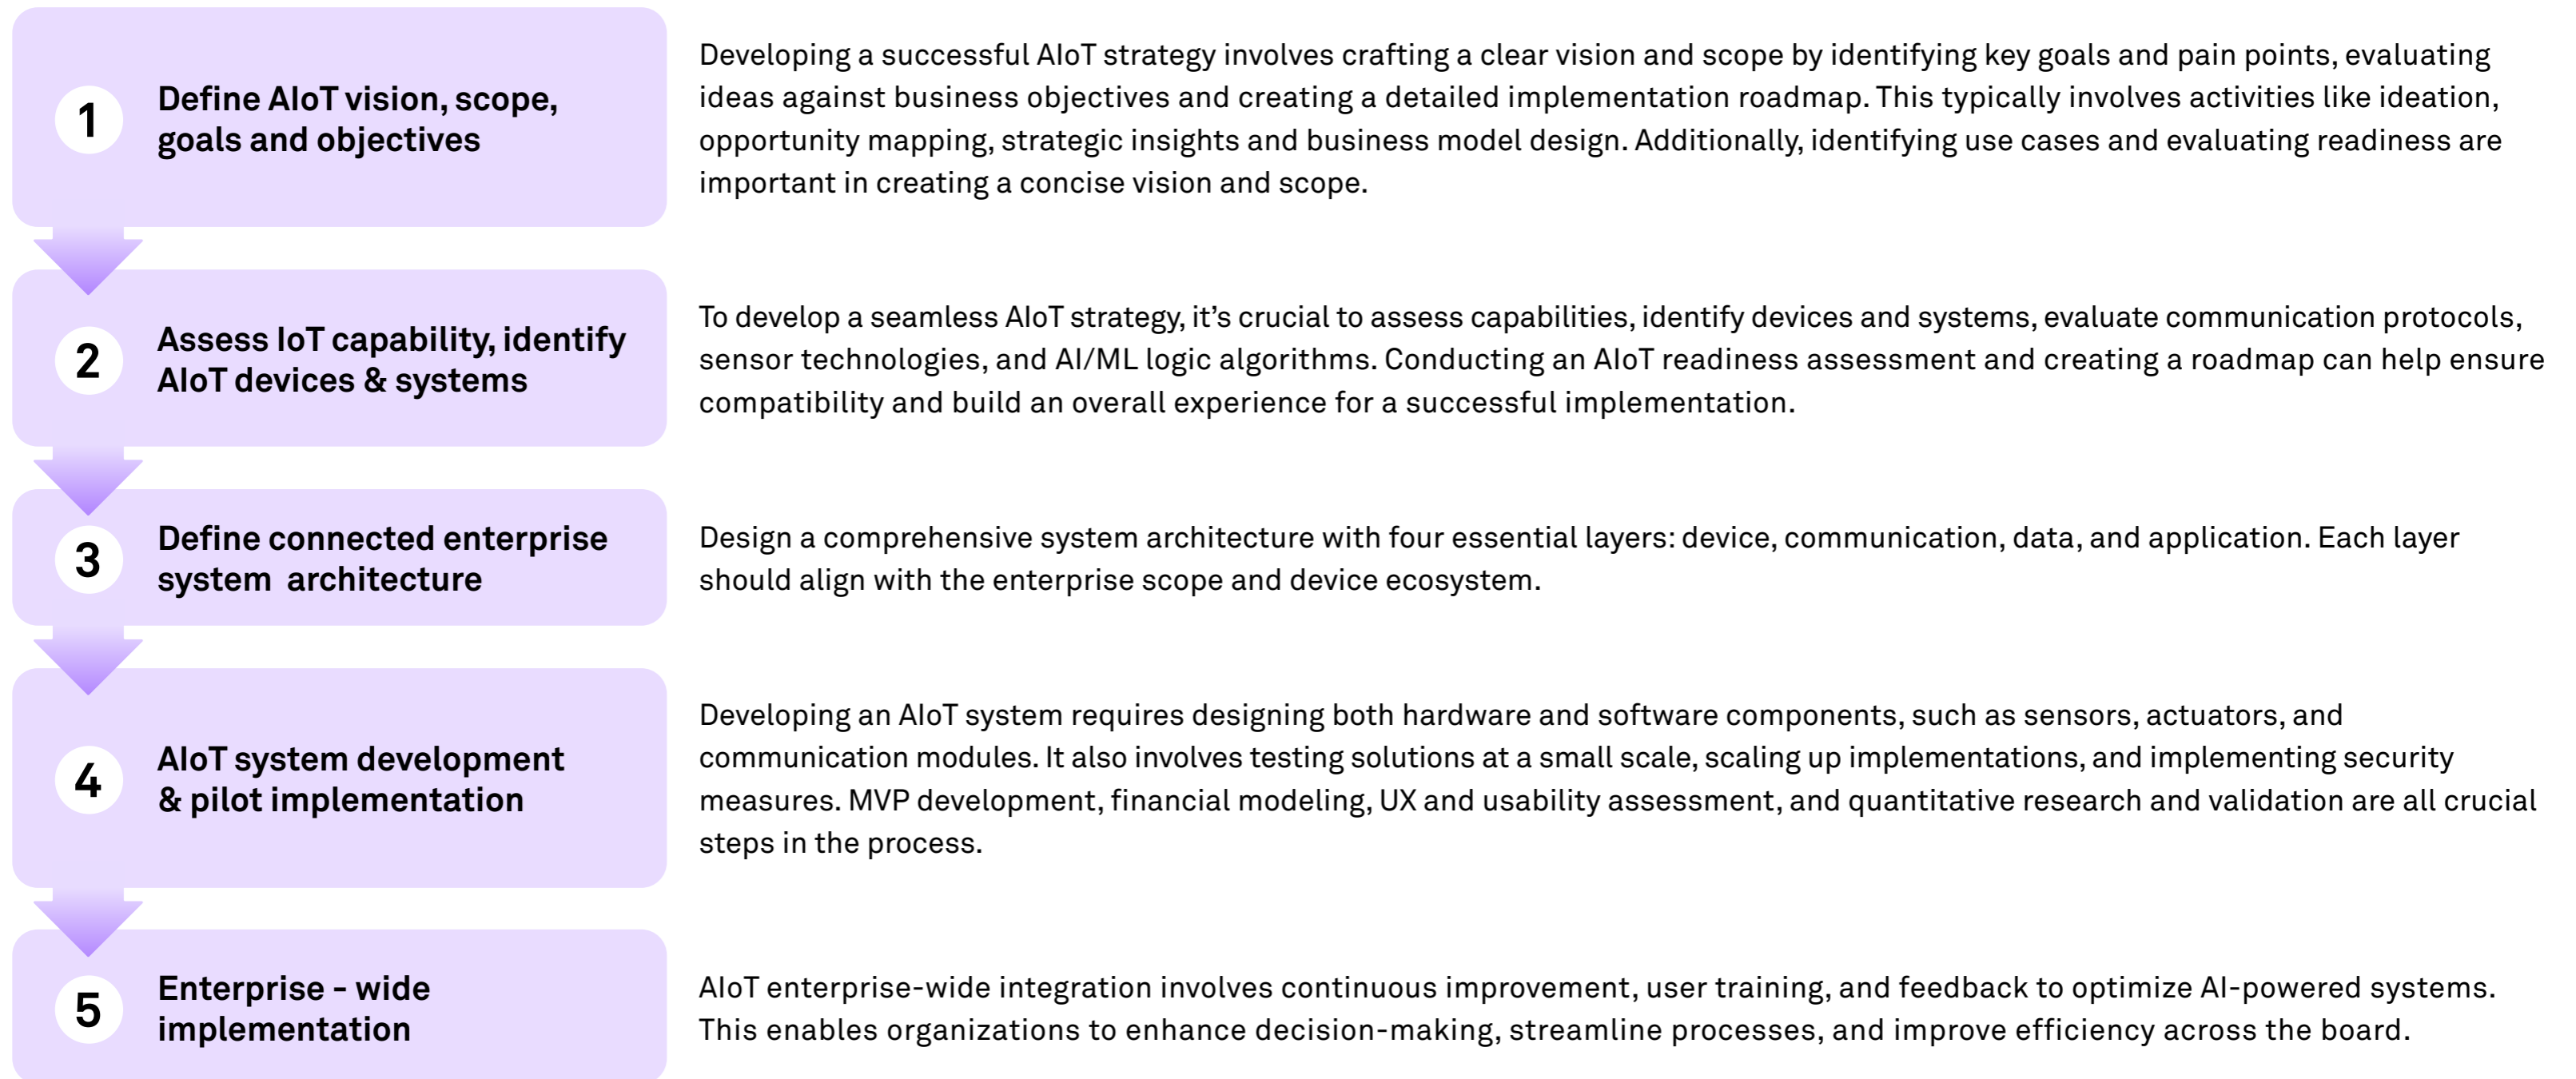 1
Define AIoT vision, scope,
goals and objectives
Developing a successful AIoT strategy involves crafting a clear vision and scope by identifying key goals and pain points, evaluating
ideas against business objectives and creating a detailed implementation roadmap. This typically involves activities like ideation,
opportunity mapping, strategic insights and business model design. Additionally, identifying use cases and evaluating readiness are
important in creating a concise vision and scope.
2
Assess IoT capability, identify
AIoT devices & systems
To develop a seamless AIoT strategy, it’s crucial to assess capabilities, identify devices and systems, evaluate communication protocols,
sensor technologies, and AI/ML logic algorithms. Conducting an AIoT readiness assessment and creating a roadmap can help ensure
compatibility and build an overall experience for a successful implementation.
3
Define connected enterprise
system  architecture
Design a comprehensive system architecture with four essential layers: device, communication, data, and application. Each layer
should align with the enterprise scope and device ecosystem.
4
AIoT system development
& pilot implementation
Developing an AIoT system requires designing both hardware and software components, such as sensors, actuators, and
communication modules. It also involves testing solutions at a small scale, scaling up implementations, and implementing security
measures. MVP development, financial modeling, UX and usability assessment, and quantitative research and validation are all crucial
steps in the process.
5
Enterprise - wide
implementation
AIoT enterprise-wide integration involves continuous improvement, user training, and feedback to optimize AI-powered systems.
This enables organizations to enhance decision-making, streamline processes, and improve efficiency across the board.